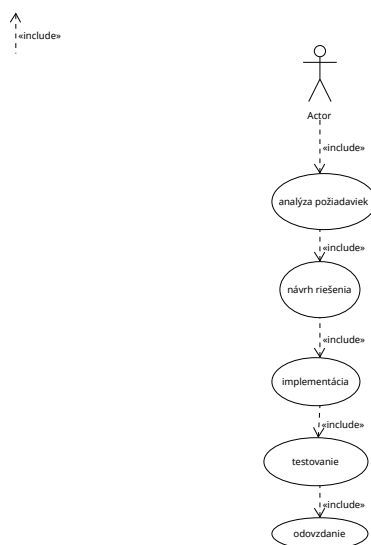 «include»
Actor
«include»
analýza požiadaviek
«include»
návrh riešenia
«include»
implementácia
«include»
testovanie
«include»
odovzdanie